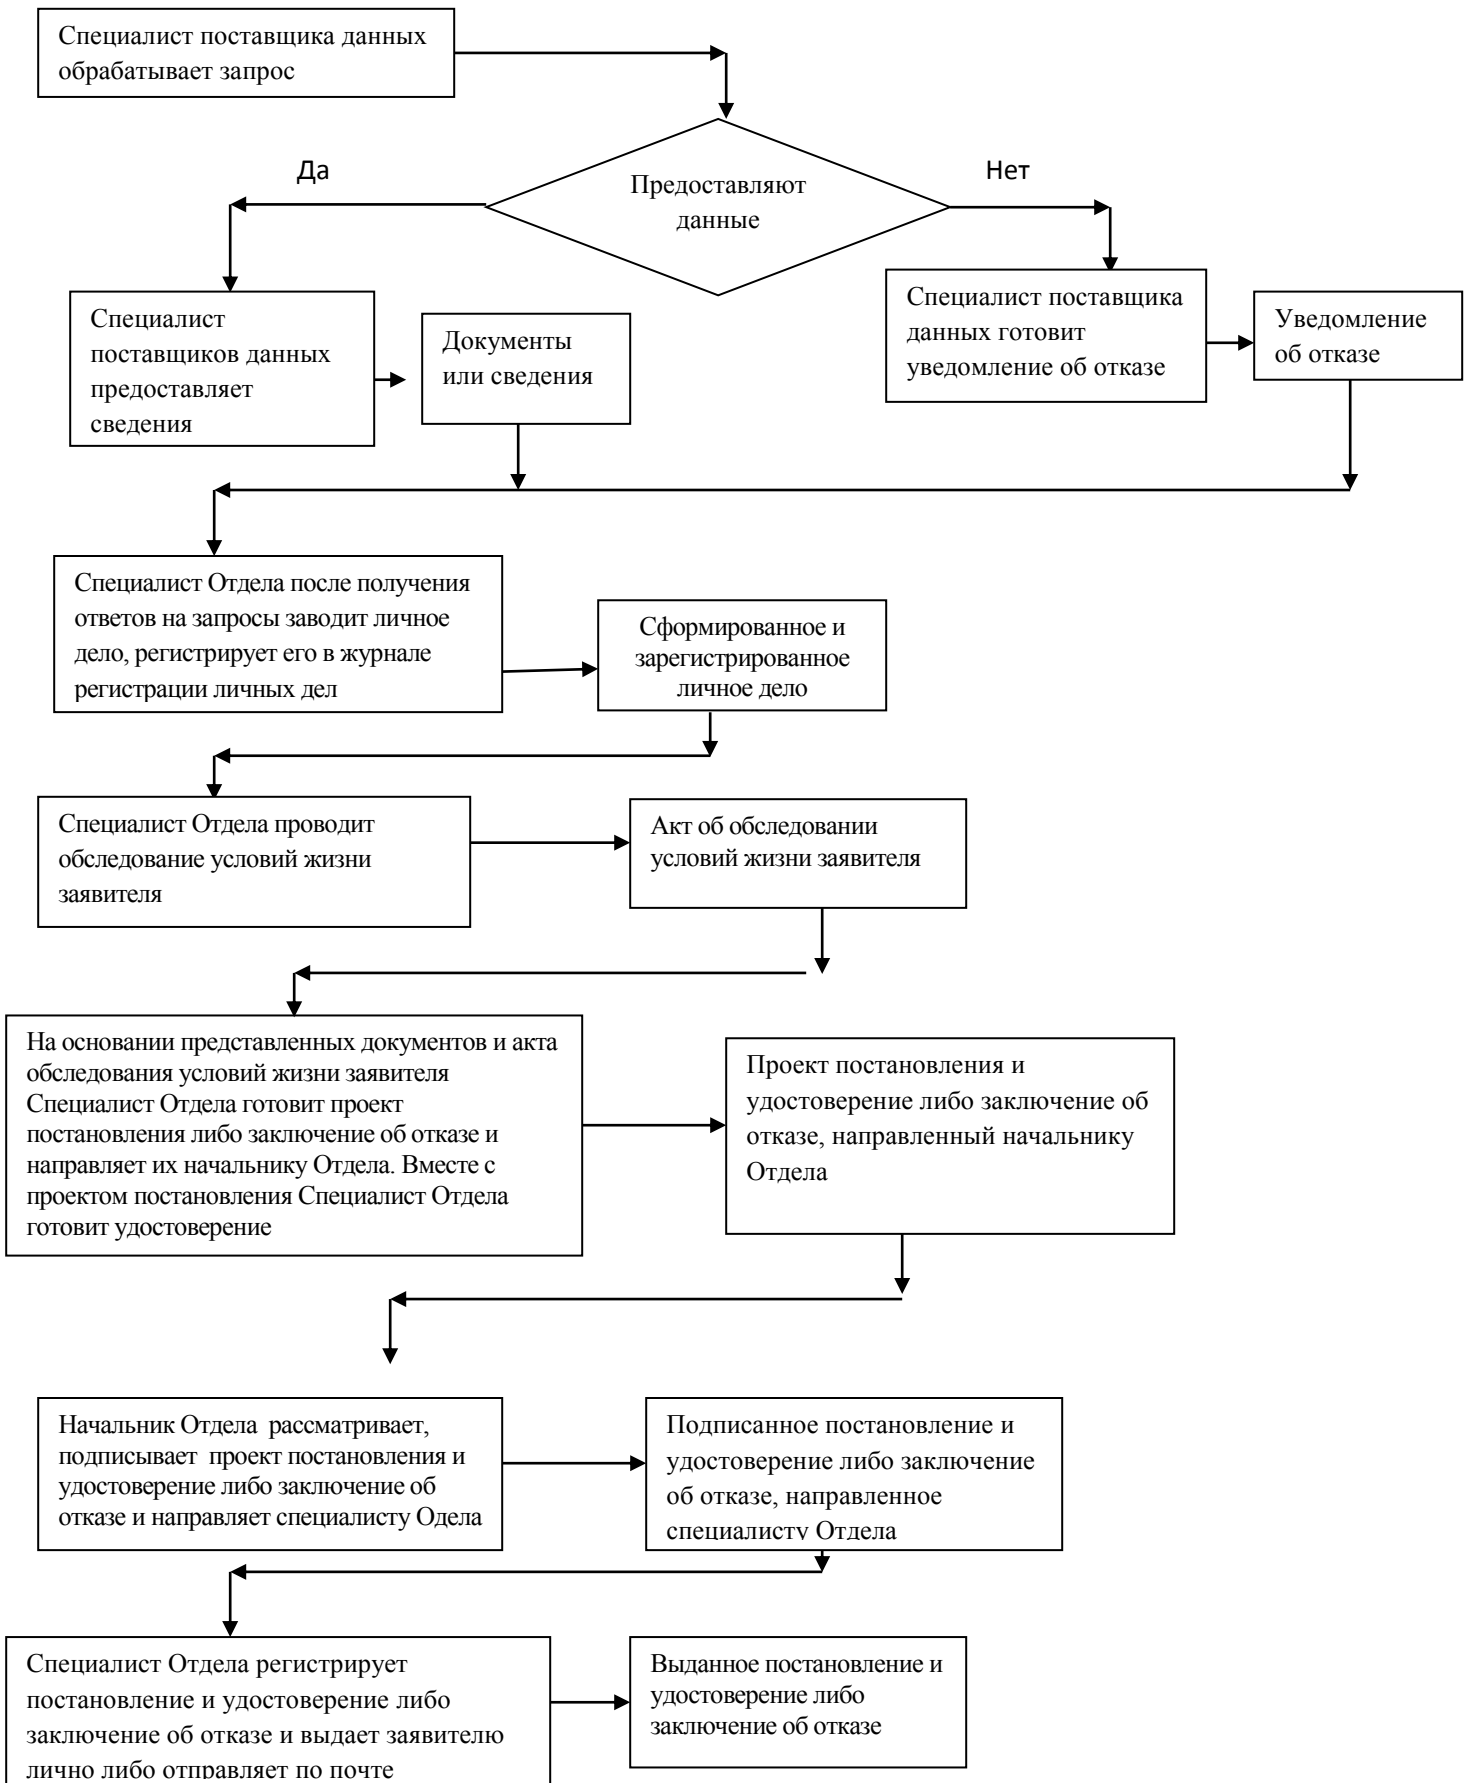 Специалист поставщика данных
обрабатывает запрос
Да
Нет
Предоставляют
данные
Специалист
поставщиков данных
предоставляет
сведения
Документы
или сведения
Специалист поставщика
данных готовит
уведомление об отказе
Уведомление
об отказе
Специалист Отдела после получения
ответов на запросы заводит личное
дело, регистрирует его в журнале
регистрации личных дел
Сформированное и
зарегистрированное
личное дело
Специалист Отдела проводит
обследование условий жизни
заявителя
Акт об обследовании
условий жизни заявителя
На основании представленных документов и акта
обследования условий жизни заявителя
Специалист Отдела готовит проект
постановления либо заключение об отказе и
направляет их начальнику Отдела. Вместе с
проектом постановления Специалист Отдела
готовит удостоверение
Проект постановления и
удостоверение либо заключение об
отказе, направленный начальнику
Отдела
Начальник Отдела  рассматривает,
подписывает  проект постановления и
удостоверение либо заключение об
отказе и направляет специалисту Одела
Подписанное постановление и
удостоверение либо заключение
об отказе, направленное
специалисту Отдела
Специалист Отдела регистрирует
постановление и удостоверение либо
заключение об отказе и выдает заявителю
лично либо отправляет по почте
Выданное постановление и
удостоверение либо
заключение об отказе